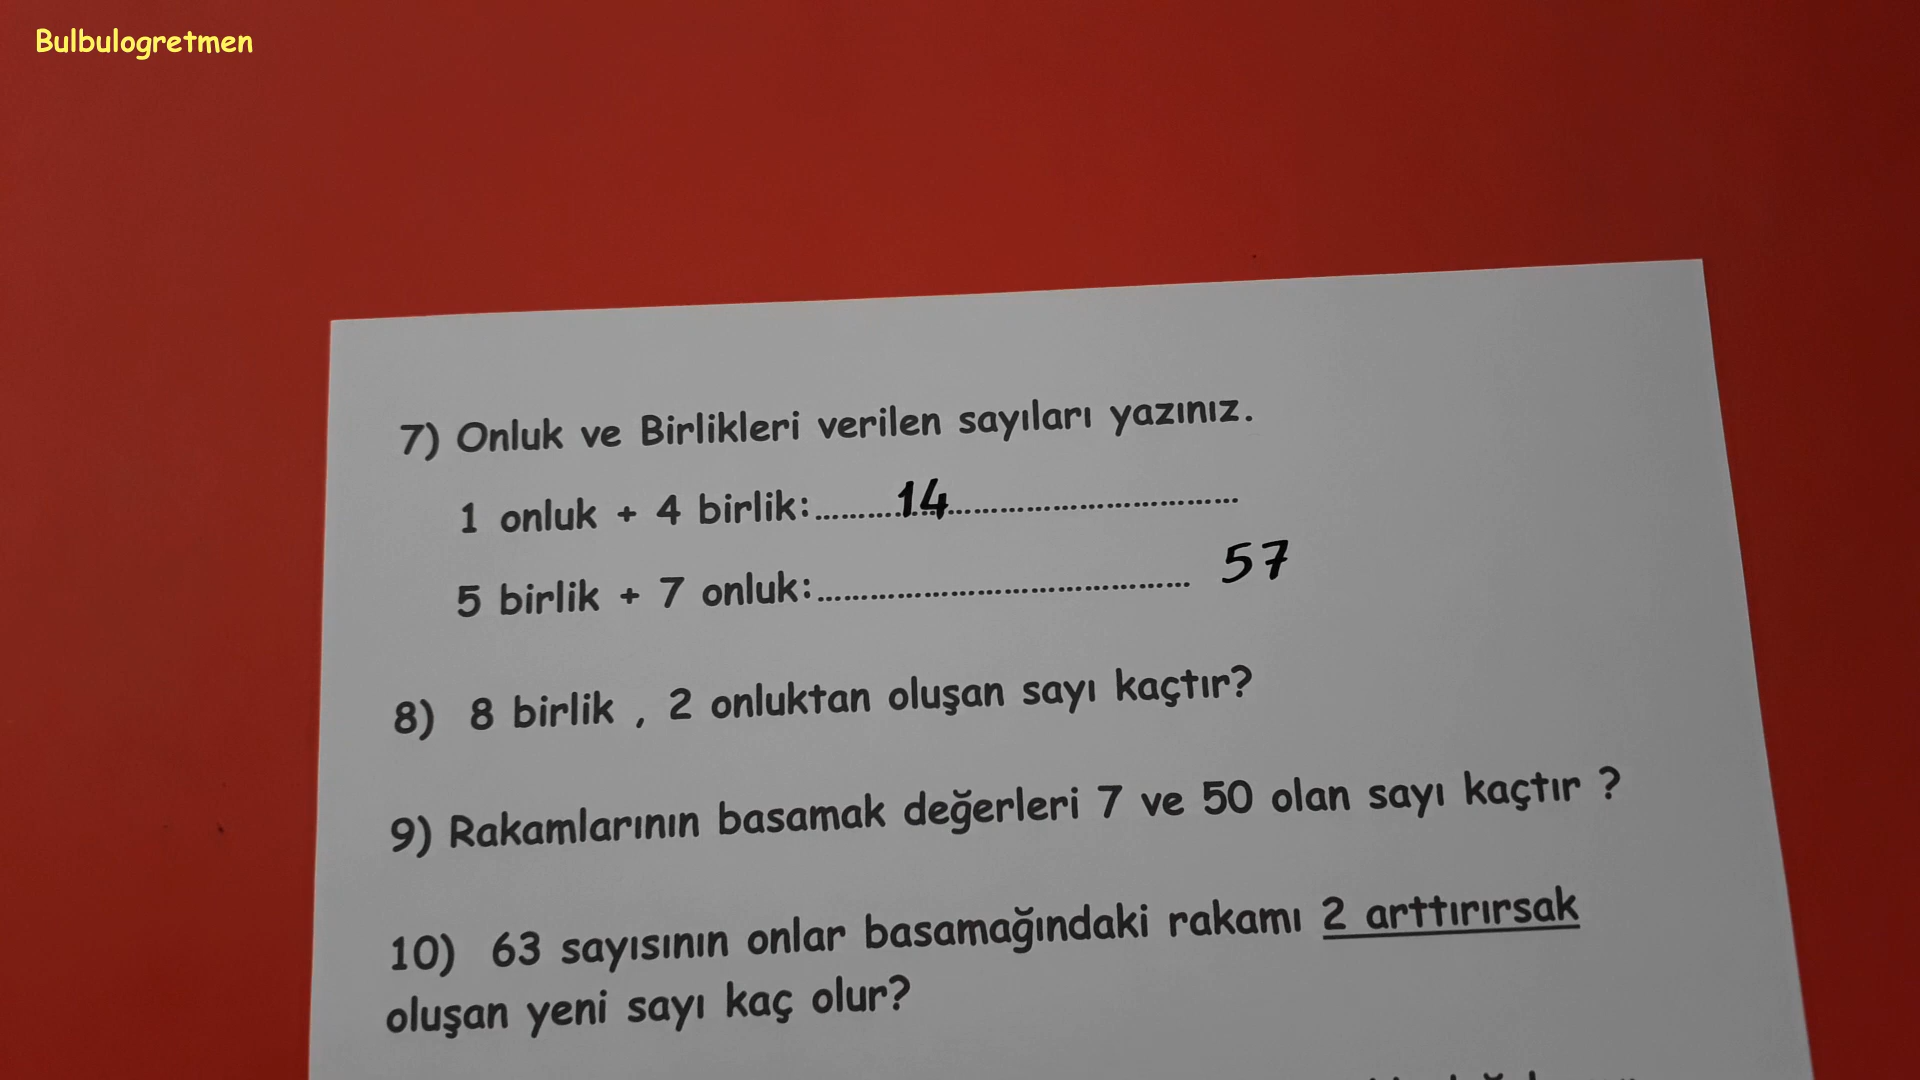 Bulbulogretmen
7) Onluk ve Birlikleri verilen sayıları yazınız.
1 onluk + 4 birlik:..........14......................................
5 birlik + 7 onluk:................................................ 57
8) 8 birlik , 2 onluktan oluşan sayı kaçtır?
9) Rakamlarının basamak değerleri 7 ve 50 olan sayı kaçtır ?
10) 63 sayısının onlar basamağındaki rakamı 2 arttırırsak
oluşan yeni sayı kaç olur?